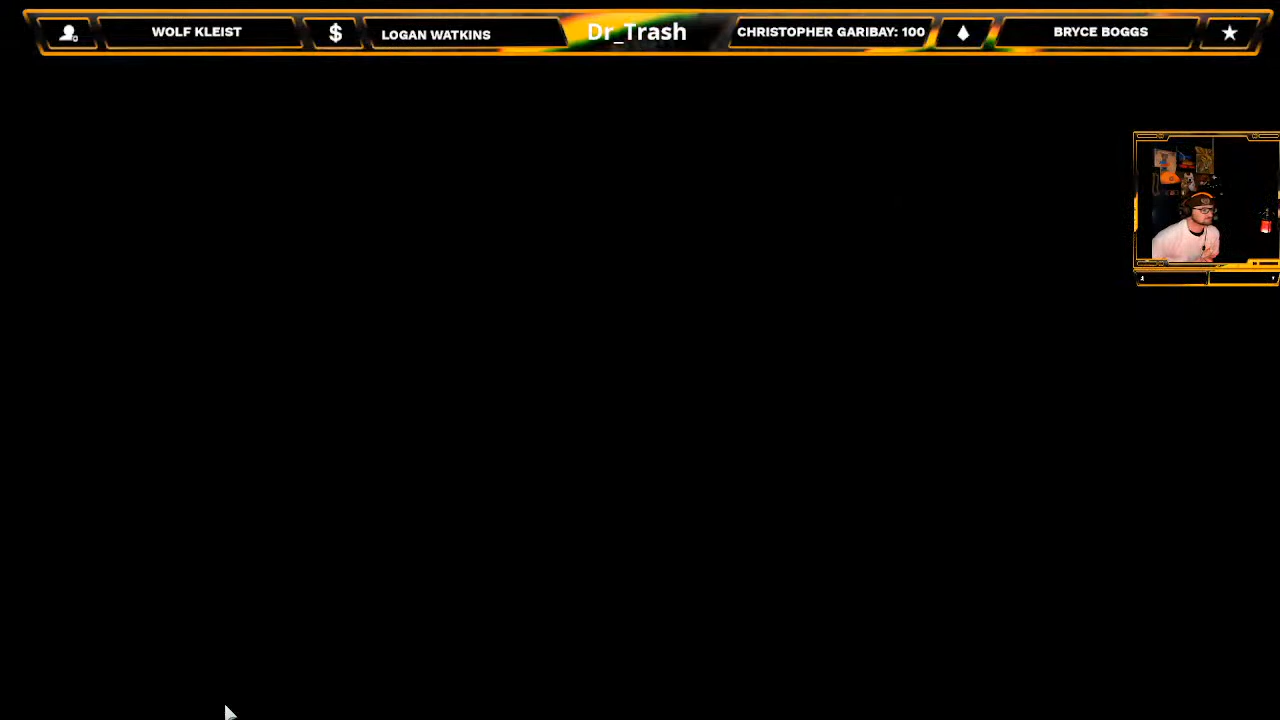 WOLF KLEIST
$
LOGAN WATKINS
Dr_Trash
CHRISTOPHER GARIBAY: 100
BRYCE BOGGS